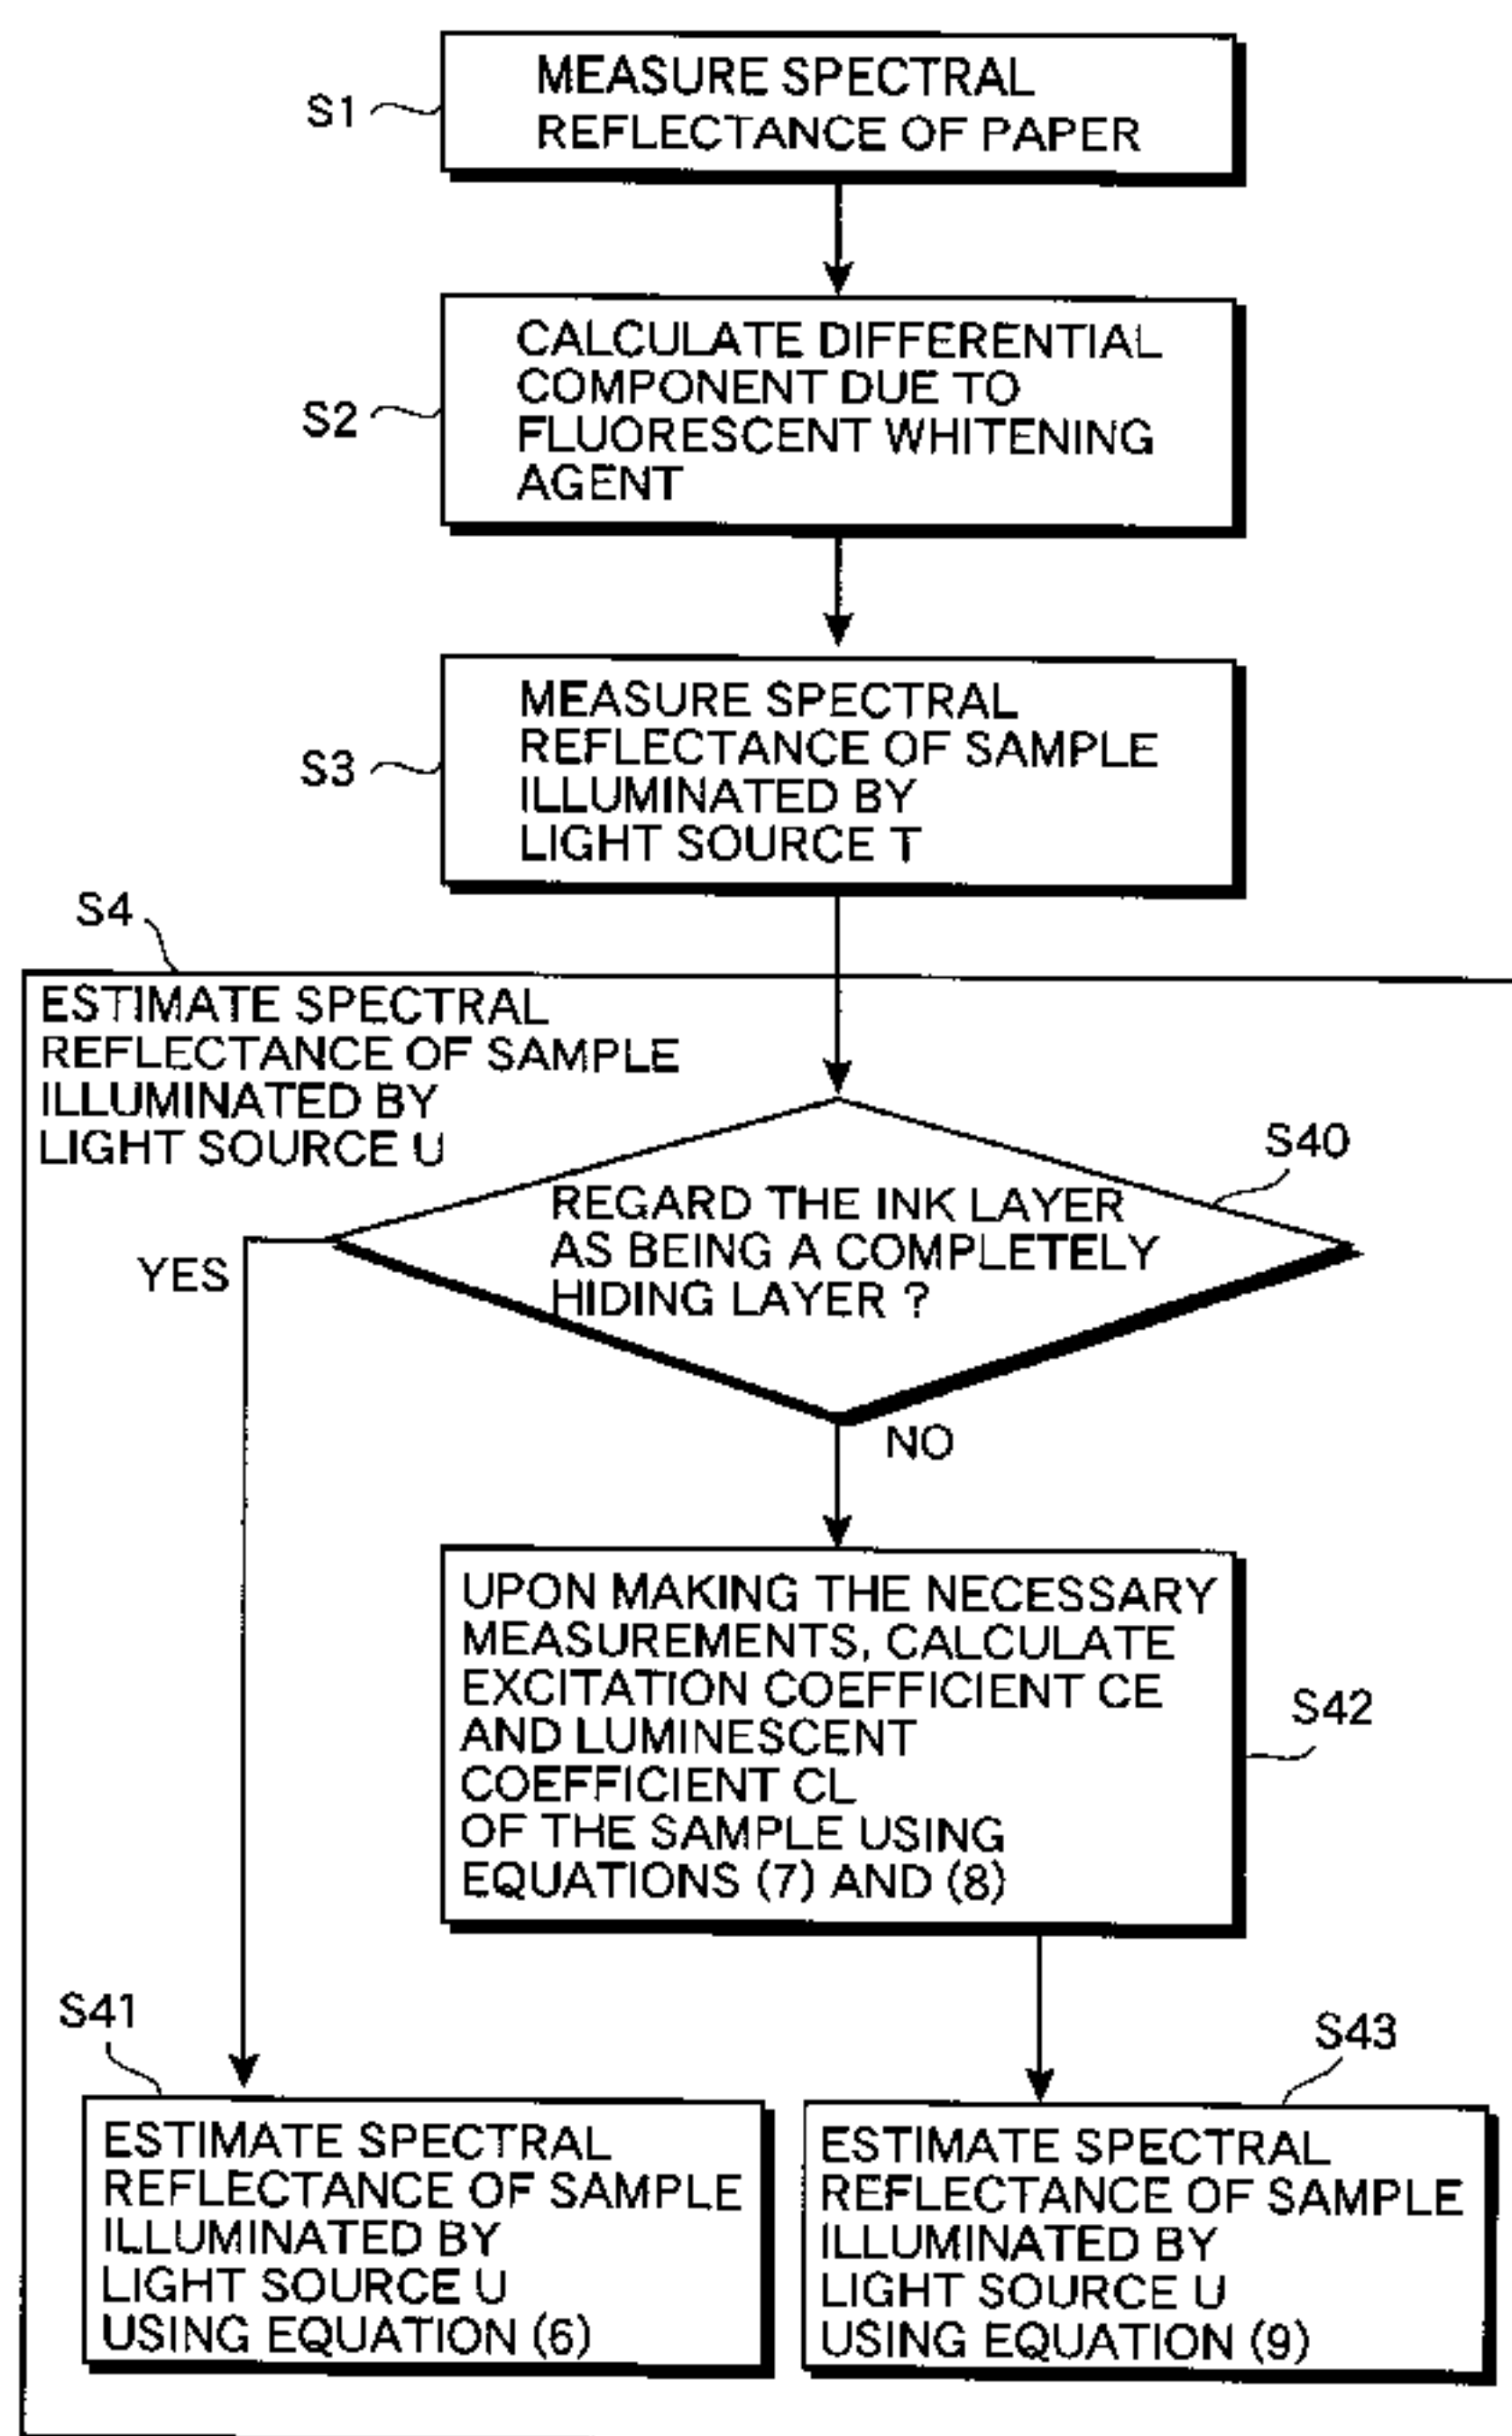 MEASURE SPECTRAL
REFLECTANCE OF PAPER
S1
CALCULATE DIFFERENTIAL
COMPONENT DUE TO
FLUORESCENT WHITENING
AGENT
S2
MEASURE SPECTRAL
REFLECTANCE OF SAMPLE
ILLUMINATED BY
LIGHT SOURCE T
S3
S4
ESTIMATE SPECTRAL
REFLECTANCE OF SAMPLE
ILLUMINATED BY
LIGHT SOURCE U
S40
REGARD THE INK LAYER
AS BEING A COMPLETELY
HIDING LAYER ?
YES
NO
UPON MAKING THE NECESSARY
MEASUREMENTS, CALCULATE
EXCITATION COEFFICIENT CE
AND LUMINESCENT
COEFFICIENT CL
OF THE SAMPLE USING
EQUATIONS (7) AND (8)
S42
S41
ESTIMATE SPECTRAL
REFLECTANCE OF SAMPLE
ILLUMINATED BY
LIGHT SOURCE U
USING EQUATION (6)
S43
ESTIMATE SPECTRAL
REFLECTANCE OF SAMPLE
ILLUMINATED BY
LIGHT SOURCE U
USING EQUATION (9)